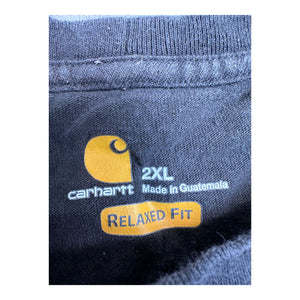 2XL
carhartt Made in Guatemala
RELAXED FIT